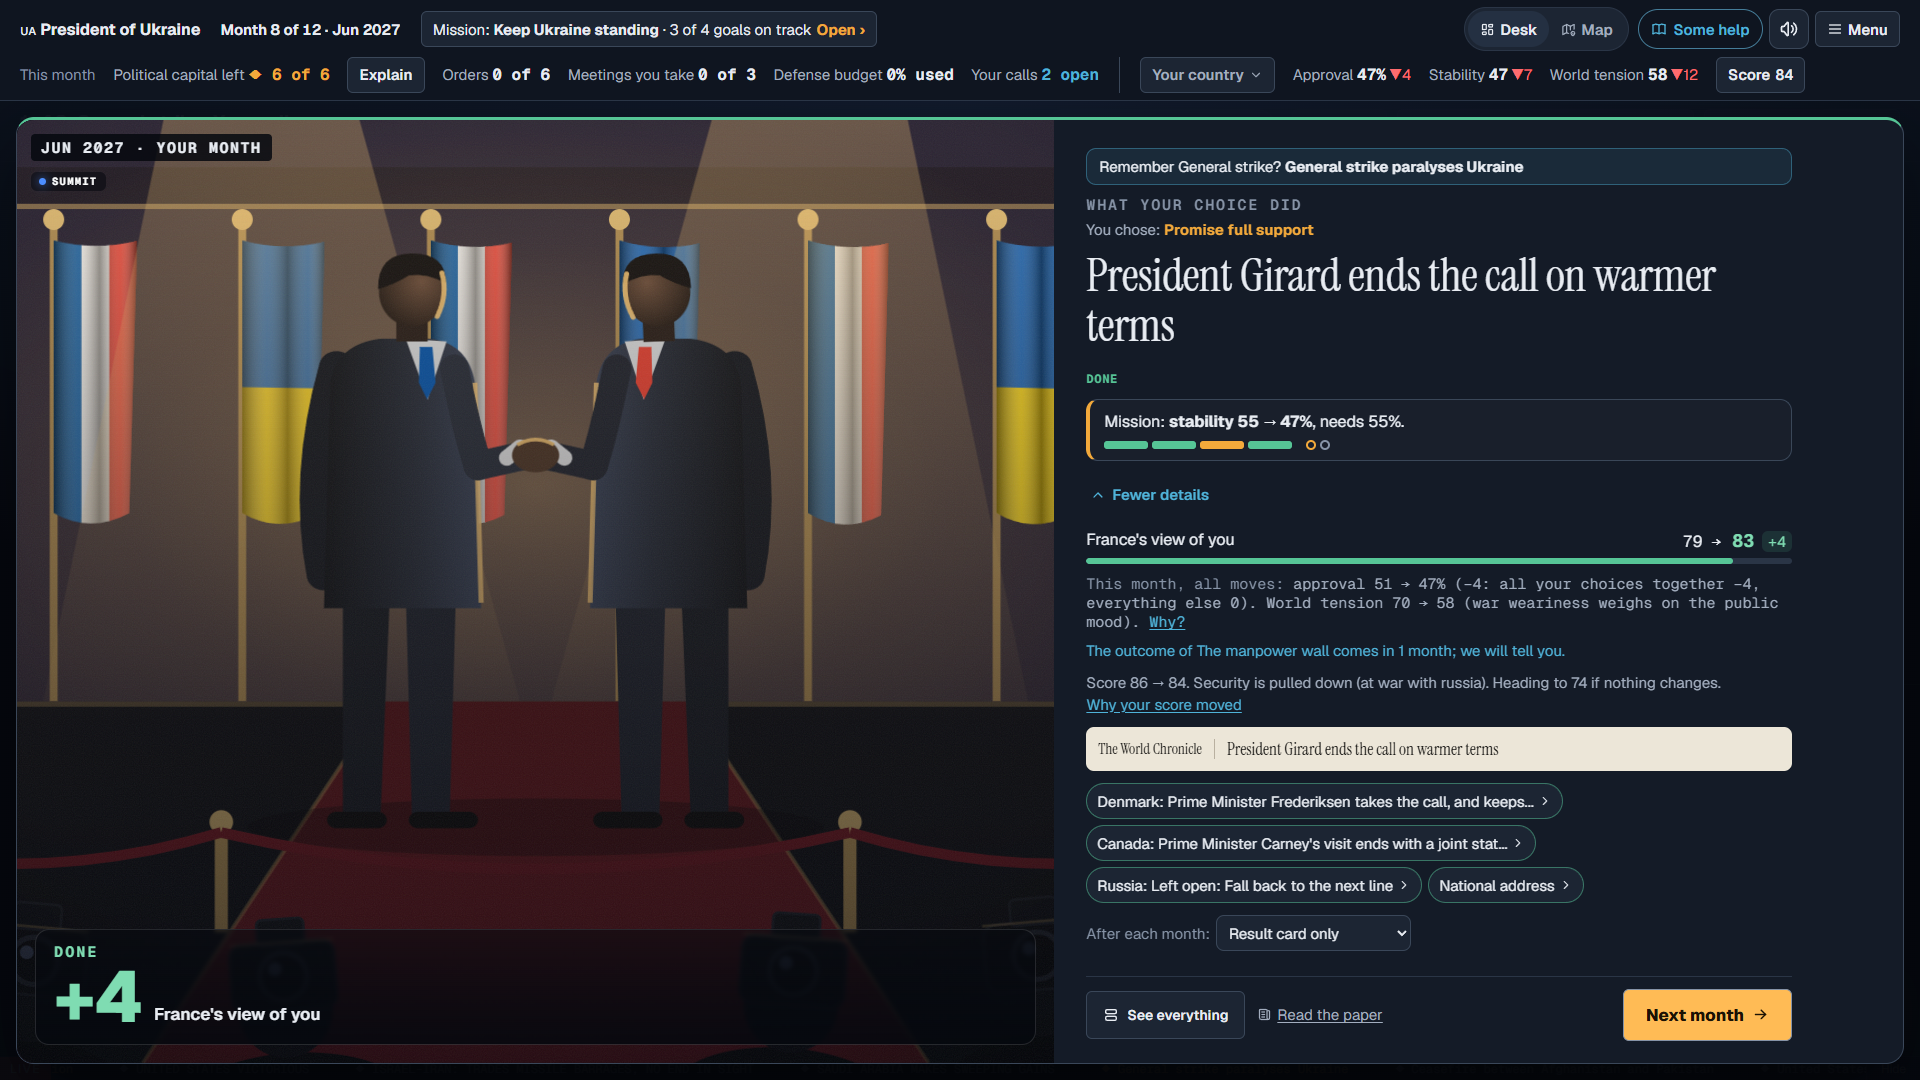 UA President of Ukraine
Month 8 of 12 · Jun 2027
Mission: Keep Ukraine standing · 3 of 4 goals on track Open ›
Desk
Map
Some help
Menu
This month
Political capital left 6 of 6
Explain
Orders 0 of 6
Meetings you take 0 of 3
Defense budget 0% used
Your calls 2 open
Your country
Approval 47% ▼4
Stability 47 ▼7
World tension 58 ▼12
Score 84
JUN 2027 · YOUR MONTH
SUMMIT
DONE
+4 France's view of you
Remember General strike? General strike paralyses Ukraine
WHAT YOUR CHOICE DID
You chose: Promise full support
President Girard ends the call on warmer
terms
DONE
Mission: stability 55 → 47%, needs 55%.
Fewer details
France's view of you
79 → 83 +4
This month, all moves: approval 51 → 47% (−4: all your choices together −4,
everything else 0). World tension 70 → 58 (war weariness weighs on the public
mood). Why?
The outcome of The manpower wall comes in 1 month; we will tell you.
Score 86 → 84. Security is pulled down (at war with russia). Heading to 74 if nothing changes.
Why your score moved
The World Chronicle
President Girard ends the call on warmer terms
Denmark: Prime Minister Frederiksen takes the call, and keeps... ›
Canada: Prime Minister Carney's visit ends with a joint stat... ›
Russia: Left open: Fall back to the next line ›
National address ›
After each month: Result card only
See everything
Read the paper
Next month →